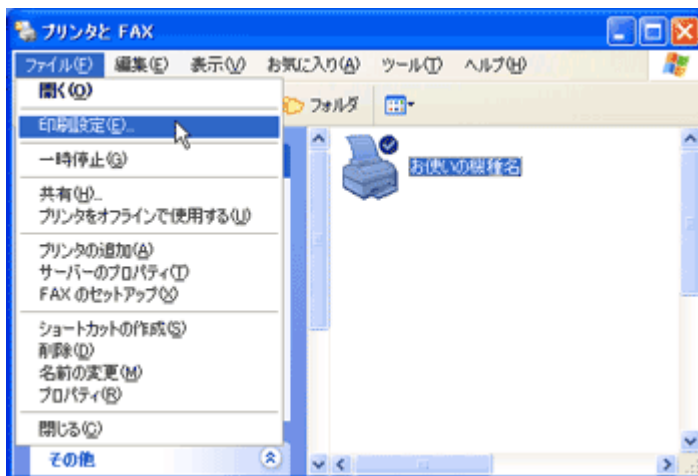 プリンタと FAX
ファイル(F) 編集(E) 表示(V) お気に入り(A) ツール(T) ヘルプ(H)
開く(O)
フォルダ
印刷設定(E)...
一時停止(G)
お使いの機種名
共有(H)...
プリンタをオフラインで使用する(U)
プリンタの追加(A)
サーバーのプロパティ(T)
FAX のセットアップ(X)
ショートカットの作成(S)
削除(D)
名前の変更(M)
プロパティ(R)
閉じる(C)
その他